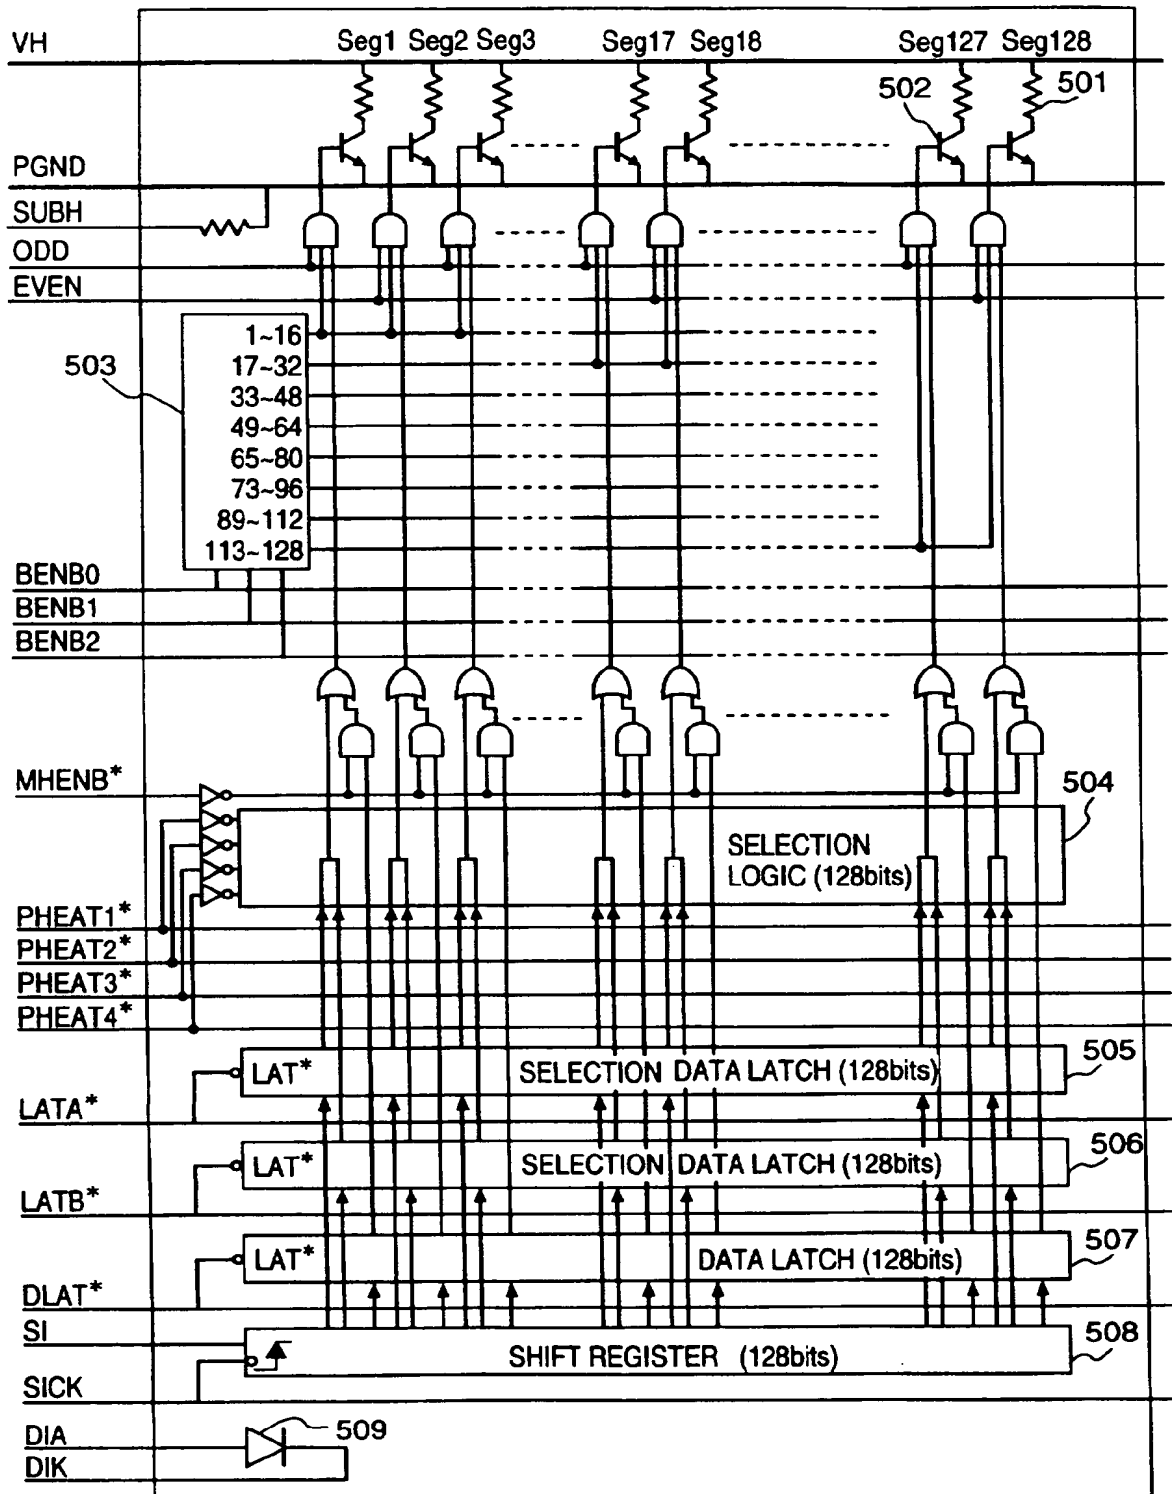 VH
Seg1 Seg2 Seg3 Seg17 Seg18 Seg127 Seg128
502
501
PGND
SUBH
ODD
EVEN
503
1~16
17~32
33~48
49~64
65~80
73~96
89~112
113~128
BENB0
BENB1
BENB2
MHENB*
504
SELECTION
LOGIC (128bits)
PHEAT1*
PHEAT2*
PHEAT3*
PHEAT4*
505
LAT* SELECTION DATA LATCH (128bits)
LATA*
506
LAT* SELECTION DATA LATCH (128bits)
LATB*
507
LAT* DATA LATCH (128bits)
DLAT*
SI
508
SHIFT REGISTER (128bits)
SICK
DIA
509
DIK